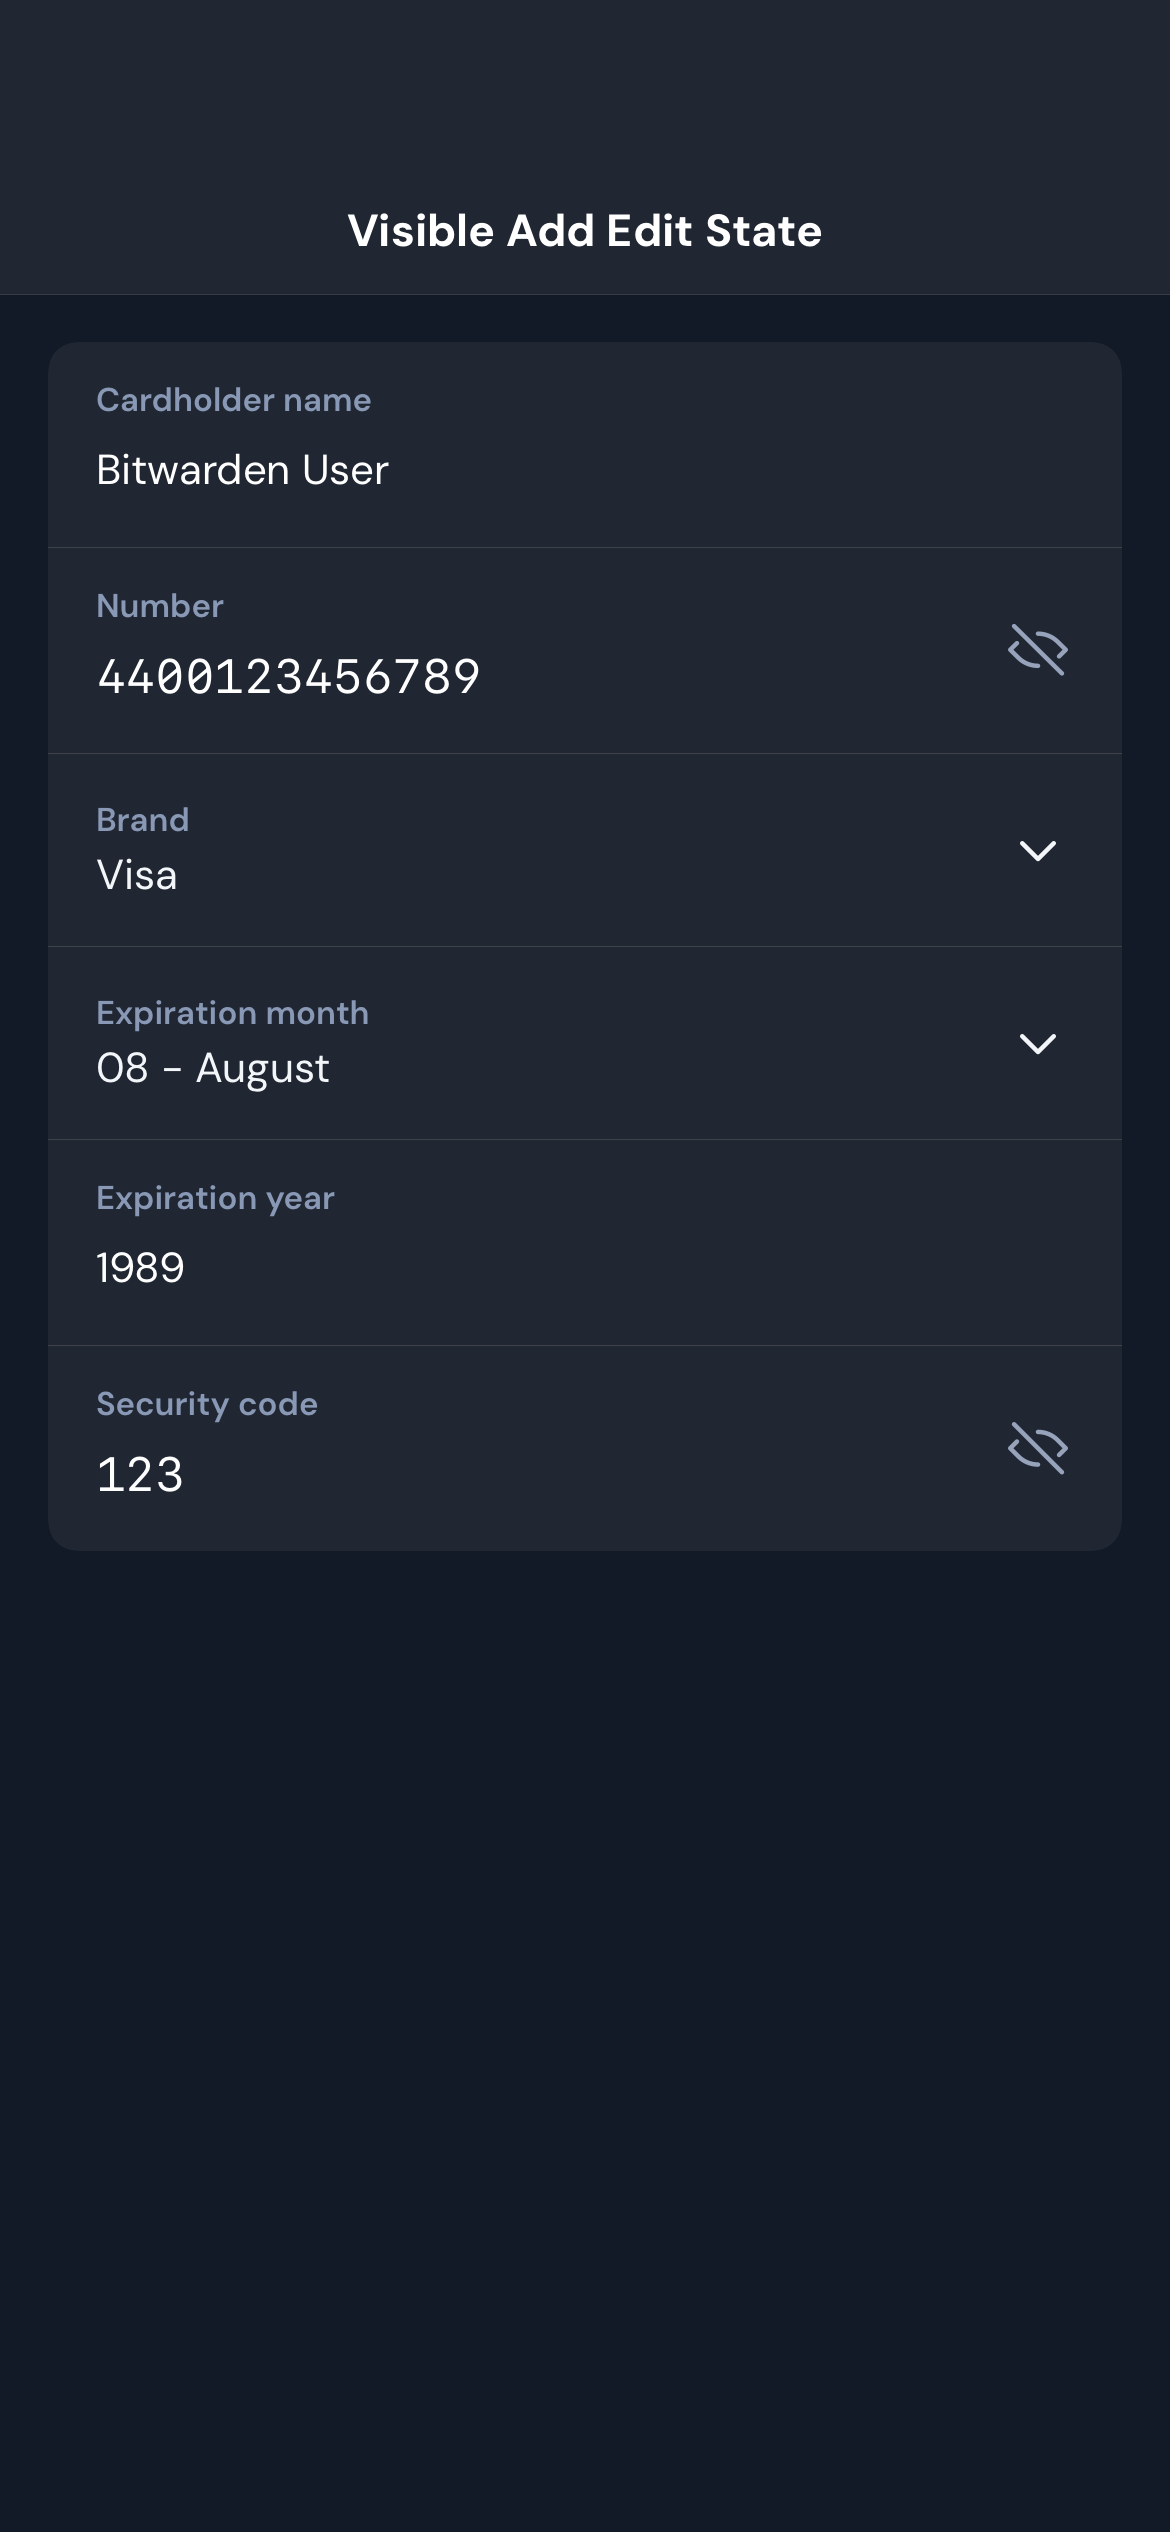 Visible Add Edit State
Cardholder name
Bitwarden User
Number
4400123456789
Brand
Visa
Expiration month
08 - August
Expiration year
1989
Security code
123